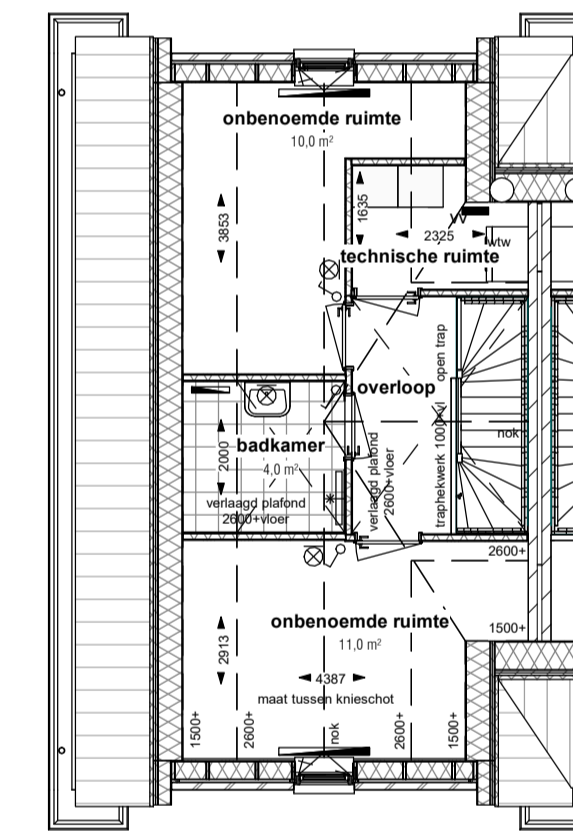 onbenoemde ruimte
10,0 m²
3853
1635
VV
2325
wtw
technische ruimte
overloop
open trap
traphekwerk 1000+vl
nok
badkamer
4,0 m²
2000
verlaagd plafond
2600+vloer
verlaagd plafond
2600+vloer
2600+
1500+
onbenoemde ruimte
11,0 m²
2913
4387
maat tussen knieschot
1500+
2600+
nok
2600+
1500+